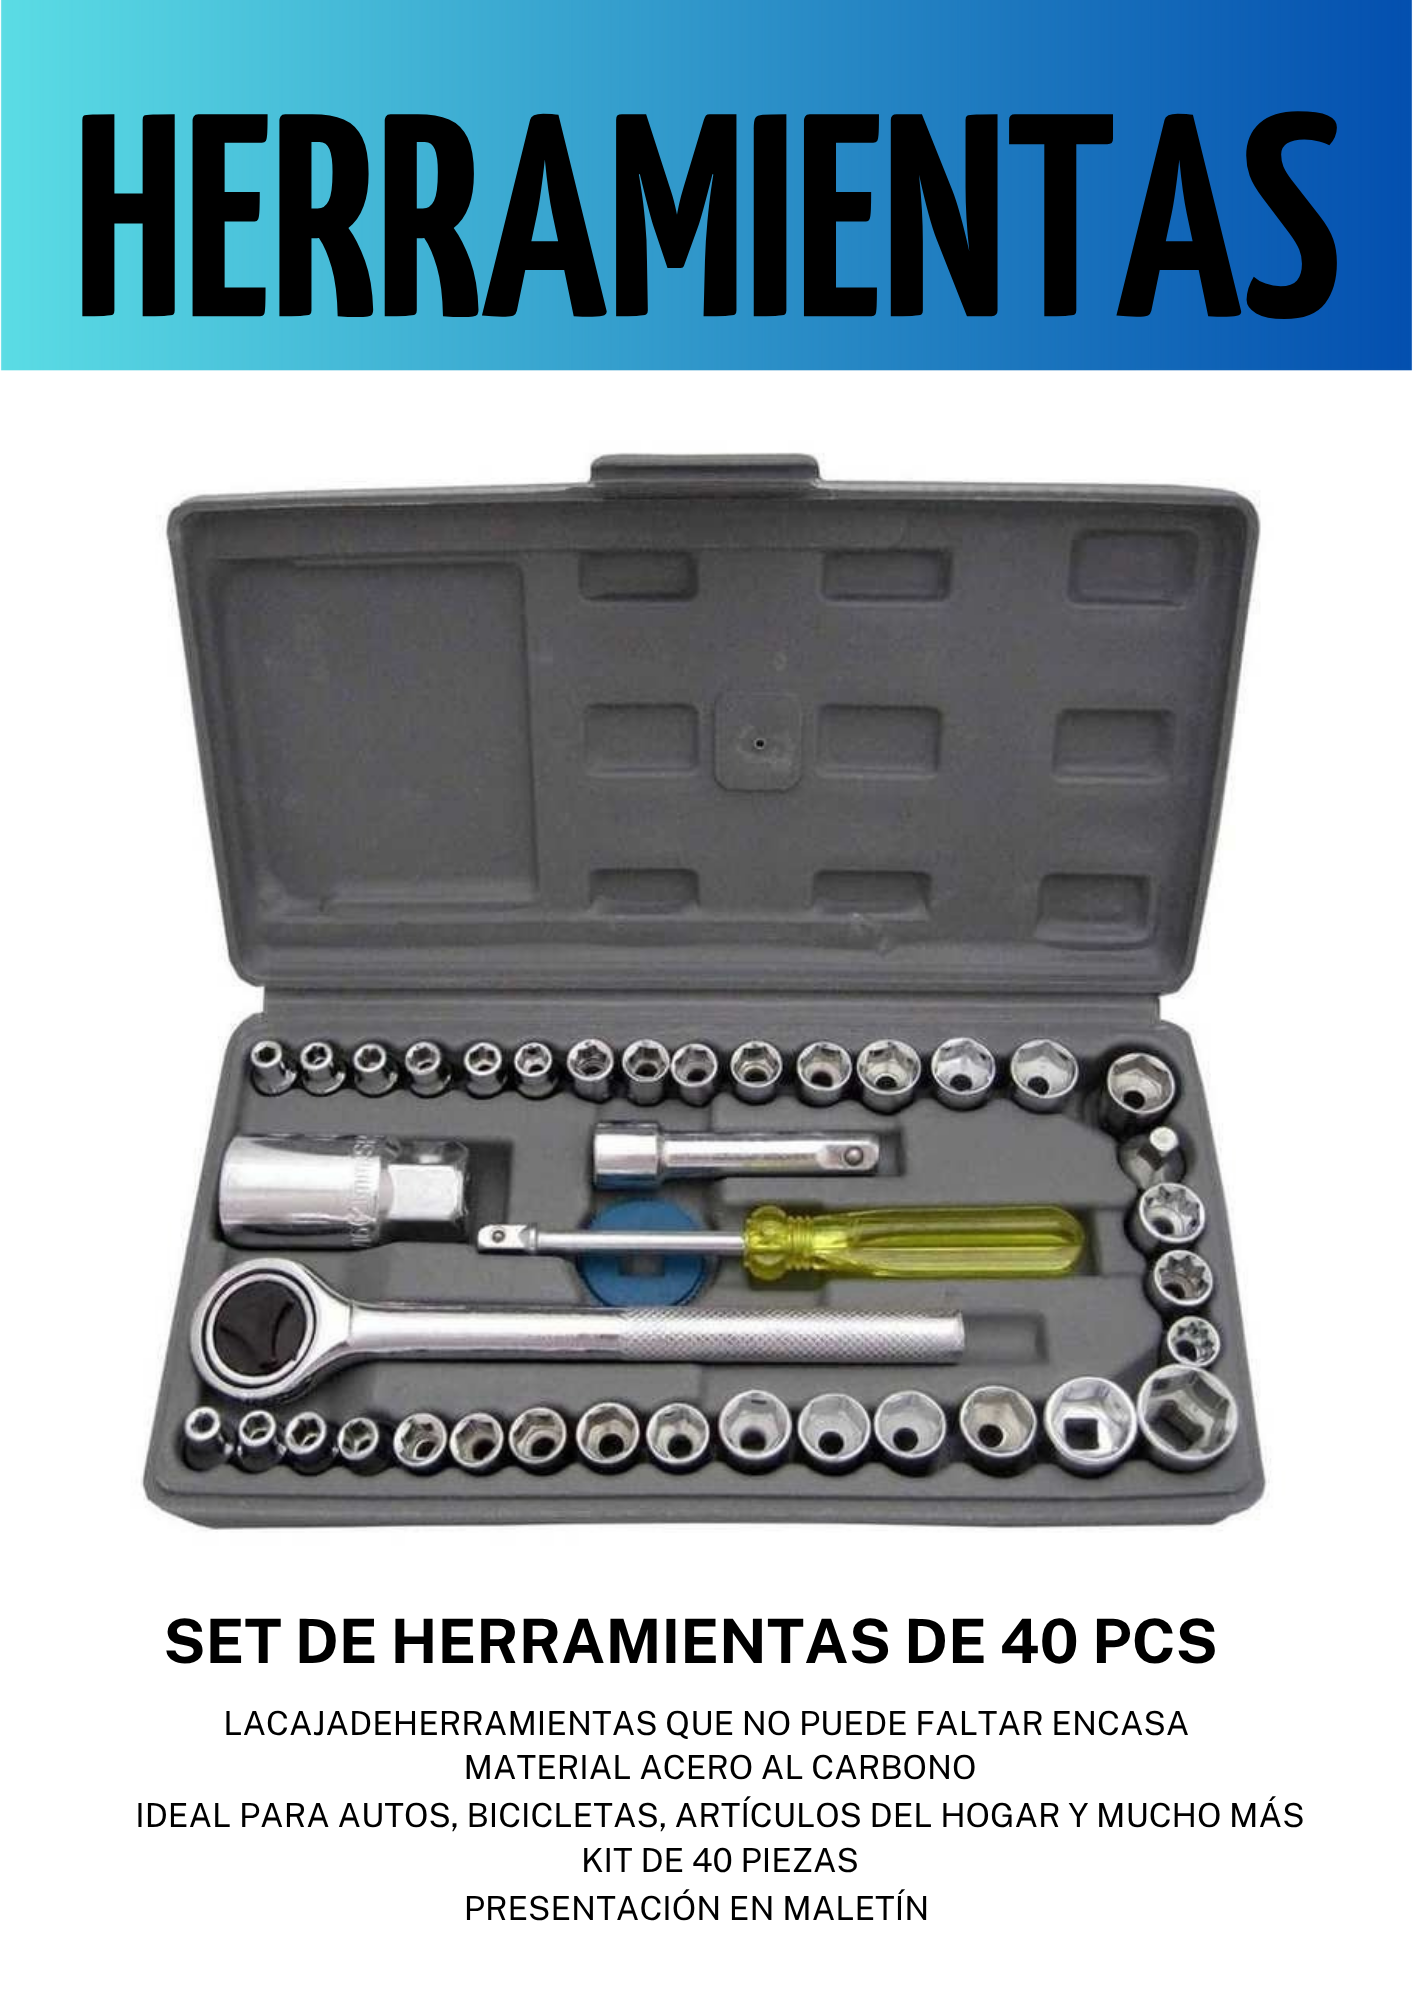 HERRAMIENTAS
SET DE HERRAMIENTAS DE 40 PCS
LACAJADEHERRAMIENTAS QUE NO PUEDE FALTAR ENCASA
MATERIAL ACERO AL CARBONO
IDEAL PARA AUTOS, BICICLETAS, ARTÍCULOS DEL HOGAR Y MUCHO MÁS
KIT DE 40 PIEZAS
PRESENTACIÓN EN MALETÍN